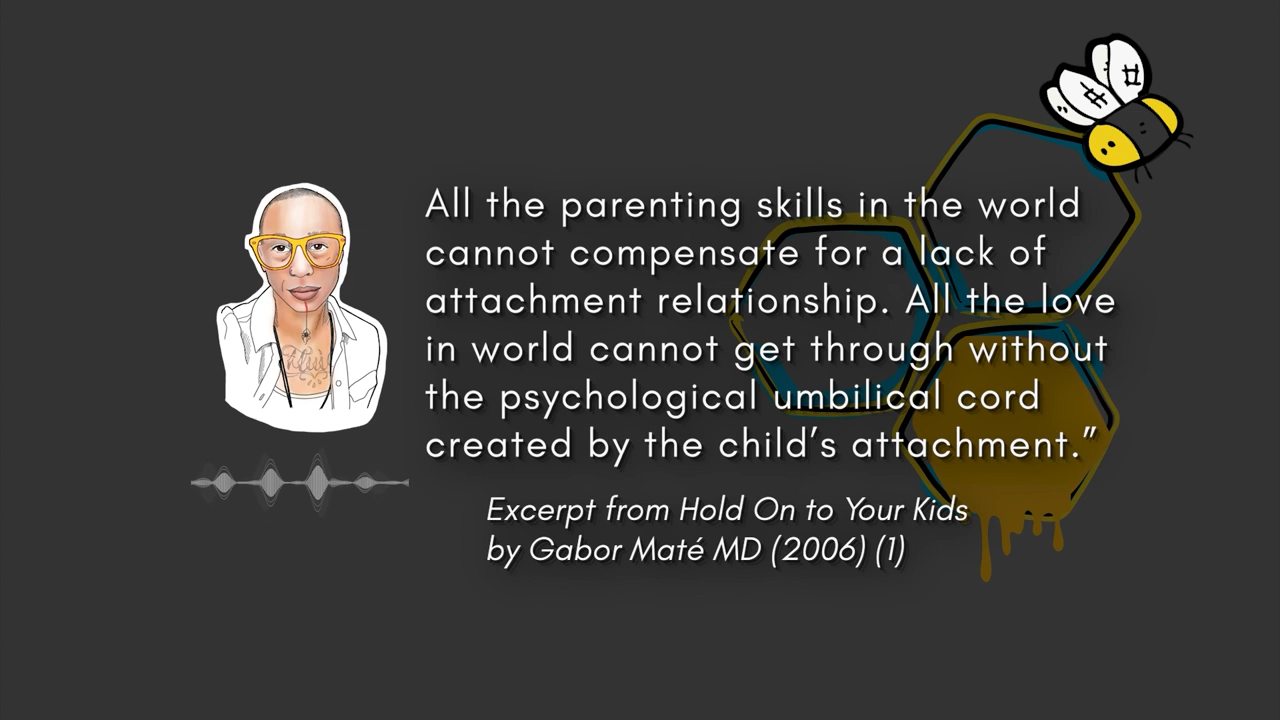 All the parenting skills in the world
cannot compensate for a lack of
attachment relationship. All the love
in world cannot get through without
the psychological umbilical cord
created by the child’s attachment.”
Excerpt from Hold On to Your Kids
by Gabor Maté MD (2006) (1)